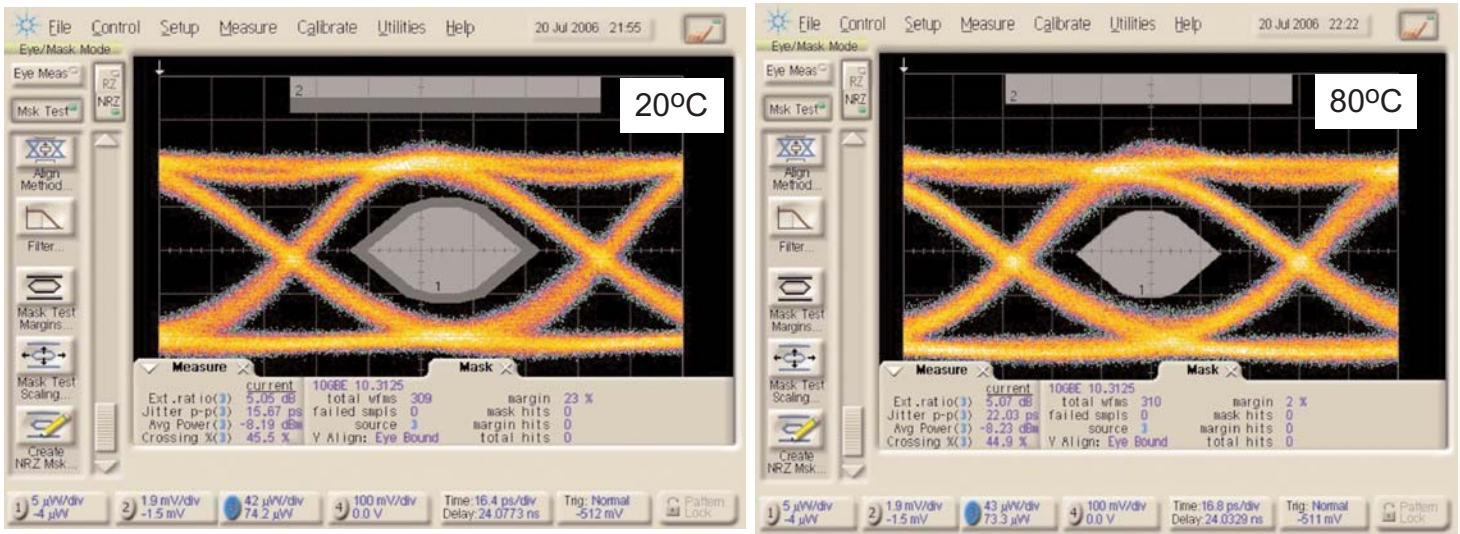 File Control Setup Measure Calibrate Utilities Help 20 Jul 2006 21:55
Eye/Mask Mode
Eye Meas
RZ
NRZ
Msk Test
2
20ºC
Align
Method...
Filter...
1
Mask Test
Margins...
Mask Test
Scaling...
Create
NRZ Msk...
Measure
Mask
current
Ext.ratio(3) 5.05 dB
Jitter p-p(3) 15.67 ps
Avg Power(3) -8.19 dBm
Crossing %(3) 45.5 %
10GBE 10.3125
total wfms 309
failed smpls 0
source 3
Y Align: Eye Bound
margin 23 %
mask hits 0
margin hits 0
total hits 0
1) 5 µW/div
-4 µW
2) 1.9 mV/div
-1.5 mV
42 µW/div
74.2 µW
4) 100 mV/div
0.0 V
Time:16.4 ps/div
Delay:24.0773 ns
Trig: Normal
-512 mV
Pattern
Lock
File Control Setup Measure Calibrate Utilities Help 20 Jul 2006 22:22
Eye/Mask Mode
Eye Meas
RZ
NRZ
Msk Test
2
80ºC
Align
Method...
Filter...
1
Mask Test
Margins...
Mask Test
Scaling...
Create
NRZ Msk...
Measure
Mask
current
Ext.ratio(3) 5.07 dB
Jitter p-p(3) 22.03 ps
Avg Power(3) -8.23 dBm
Crossing %(3) 44.9 %
10GBE 10.3125
total wfms 310
failed smpls 0
source 3
Y Align: Eye Bound
margin 2 %
mask hits 0
margin hits 0
total hits 0
1) 5 µW/div
-4 µW
2) 1.9 mV/div
-1.5 mV
43 µW/div
73.3 µW
4) 100 mV/div
0.0 V
Time:16.8 ps/div
Delay:24.0329 ns
Trig: Normal
-511 mV
Pattern
Lock